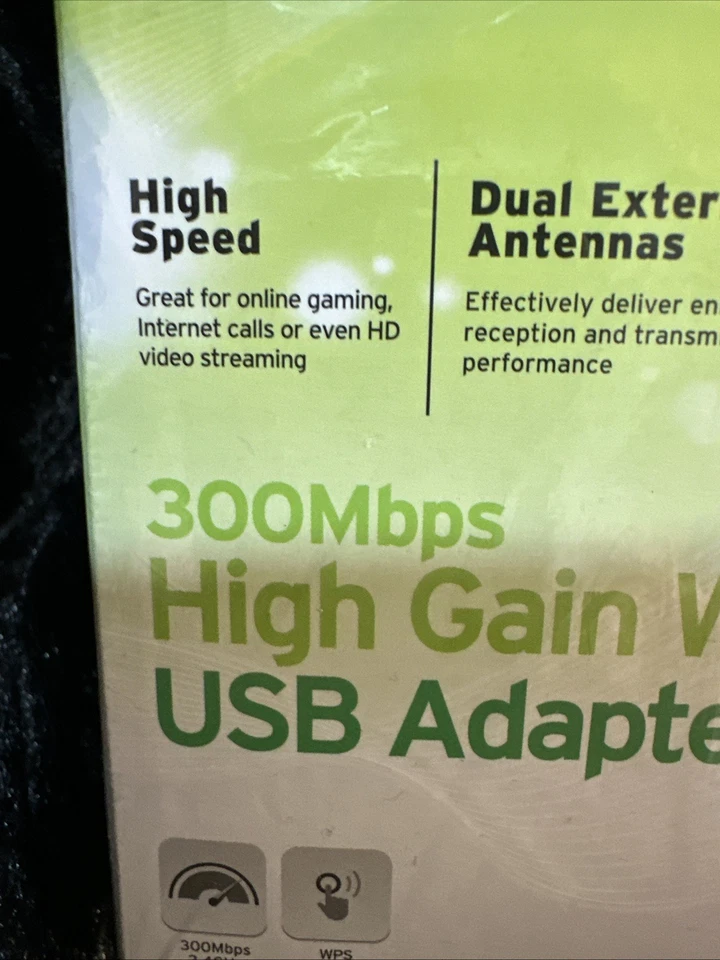 High
Speed
Great for online gaming,
Internet calls or even HD
video streaming
Dual Exter
Antennas
Effectively deliver en
reception and transm
performance
300Mbps
High Gain W
USB Adapte
300Mbps
WPS